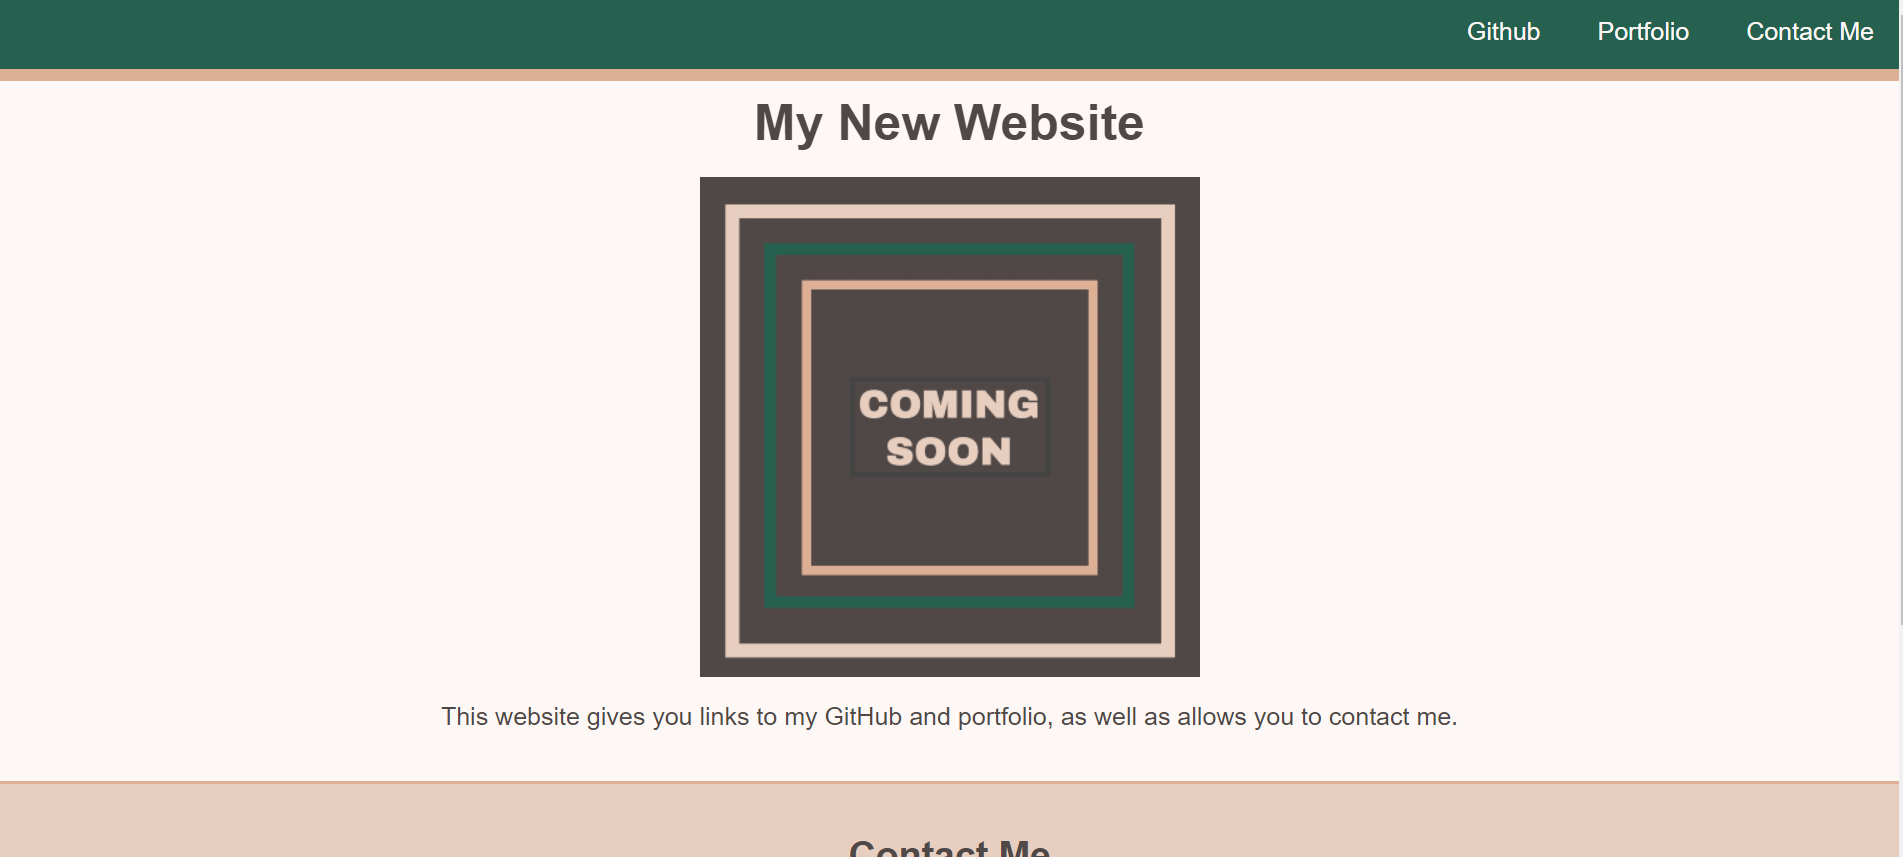 Github Portfolio Contact Me
My New Website
COMING
SOON
This website gives you links to my GitHub and portfolio, as well as allows you to contact me.
Contact Me